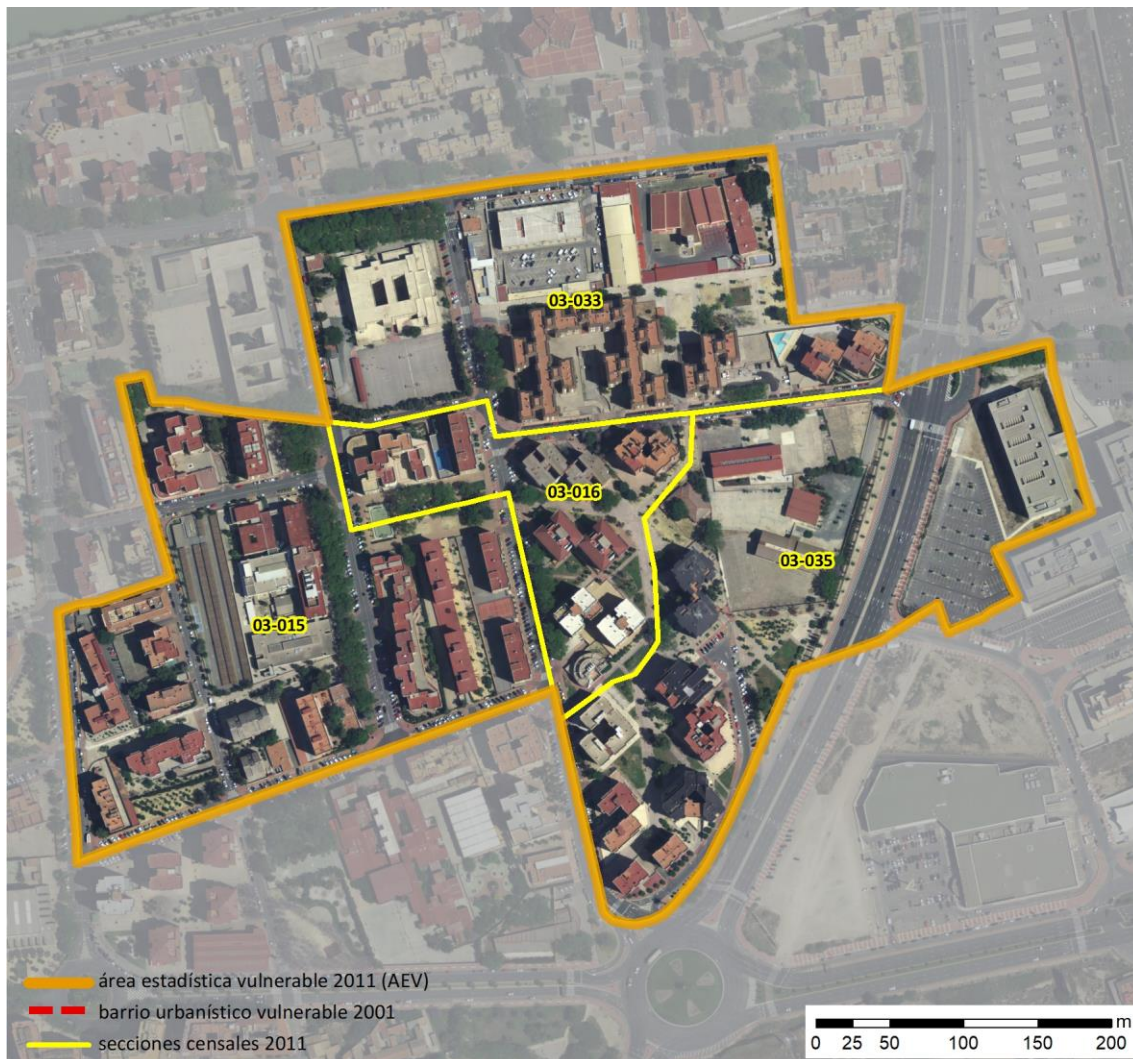 03-033
03-016
03-035
03-015
área estadística vulnerable 2011 (AEV)
barrio urbanístico vulnerable 2001
secciones censales 2011
m
0 25 50 100 150 200